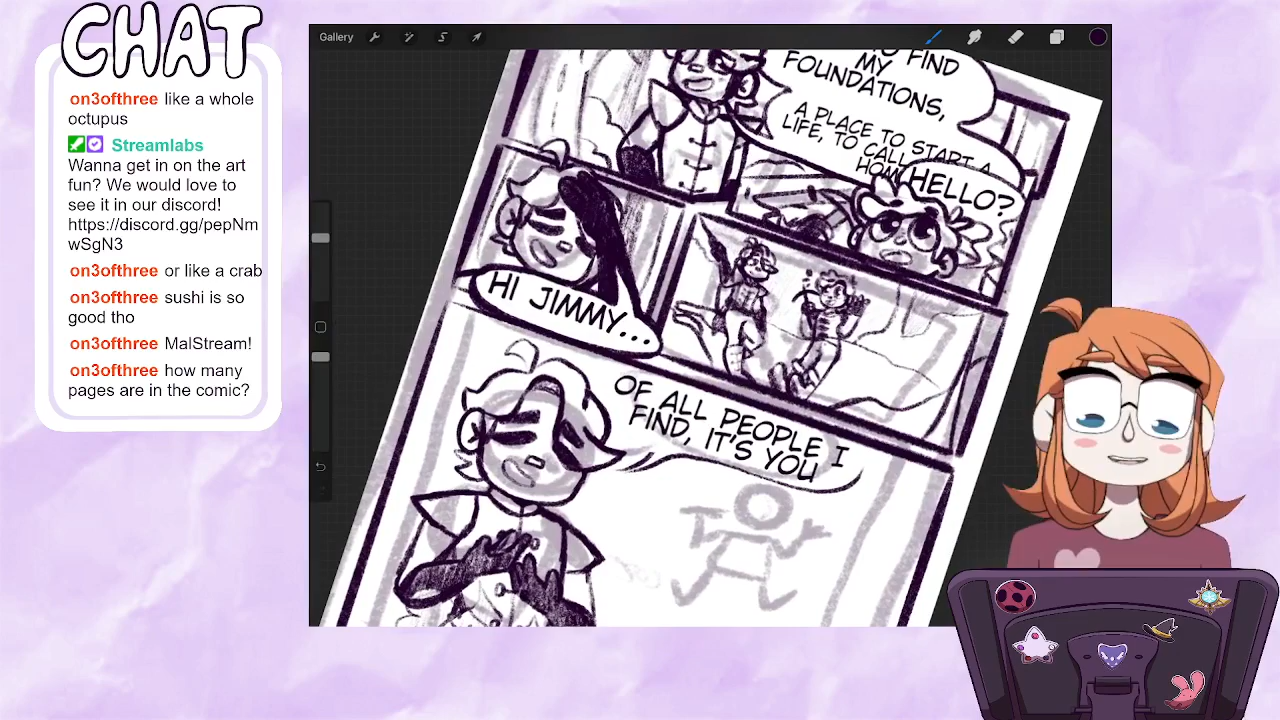 CHAT
on3ofthree like a whole
octupus
Streamlabs
Wanna get in on the art
fun? We would love to
see it in our discord!
https://discord.gg/pepNm
wSgN3
on3ofthree or like a crab
on3ofthree sushi is so
good tho
on3ofthree MalStream!
on3ofthree how many
pages are in the comic?
Gallery
FIND
MY
FOUNDATIONS,
A PLACE TO START A
LIFE, TO CALL
HELLO?
HI JIMMY...
OF ALL PEOPLE I
FIND, IT'S YOU